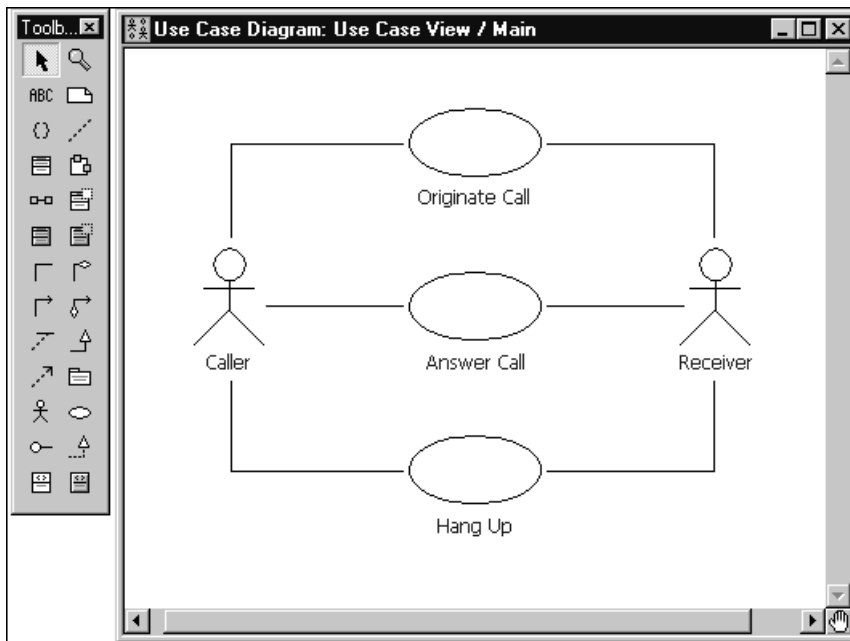 Toolb...
Use Case Diagram: Use Case View / Main
ABC
Originate Call
Caller
Answer Call
Receiver
Hang Up